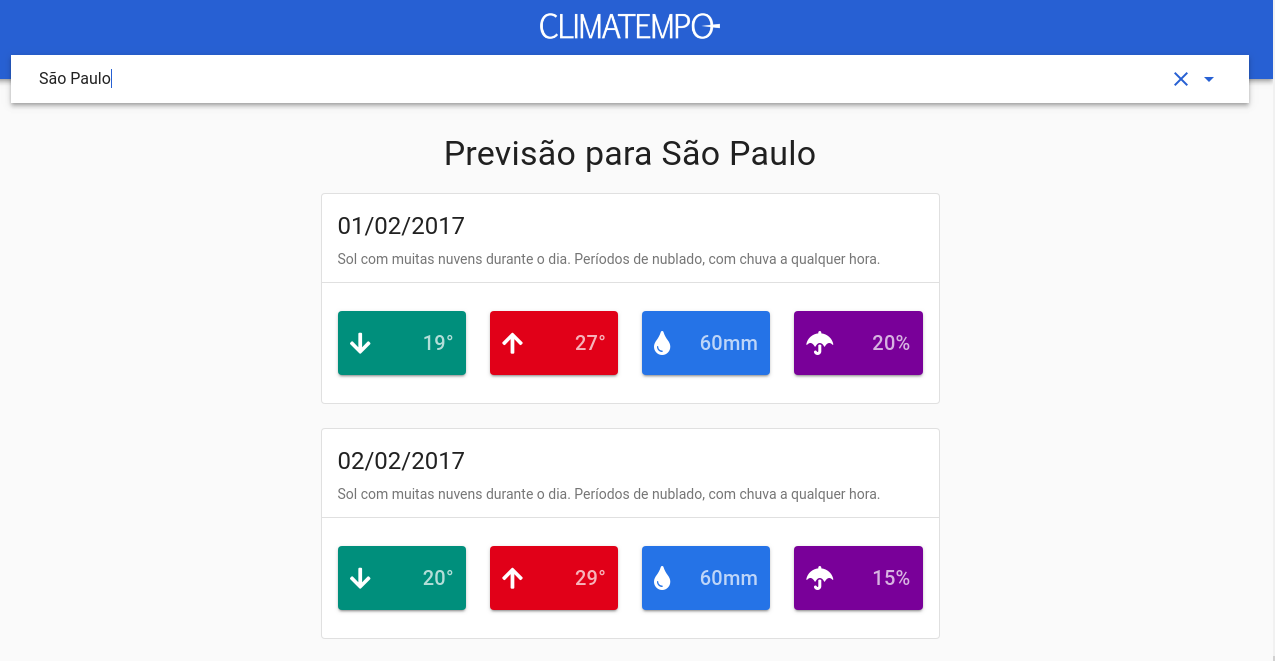 CLIMATEMPO
São Paulo
Previsão para São Paulo
01/02/2017
Sol com muitas nuvens durante o dia. Períodos de nublado, com chuva a qualquer hora.
19° 27° 60mm 20%
02/02/2017
Sol com muitas nuvens durante o dia. Períodos de nublado, com chuva a qualquer hora.
20° 29° 60mm 15%